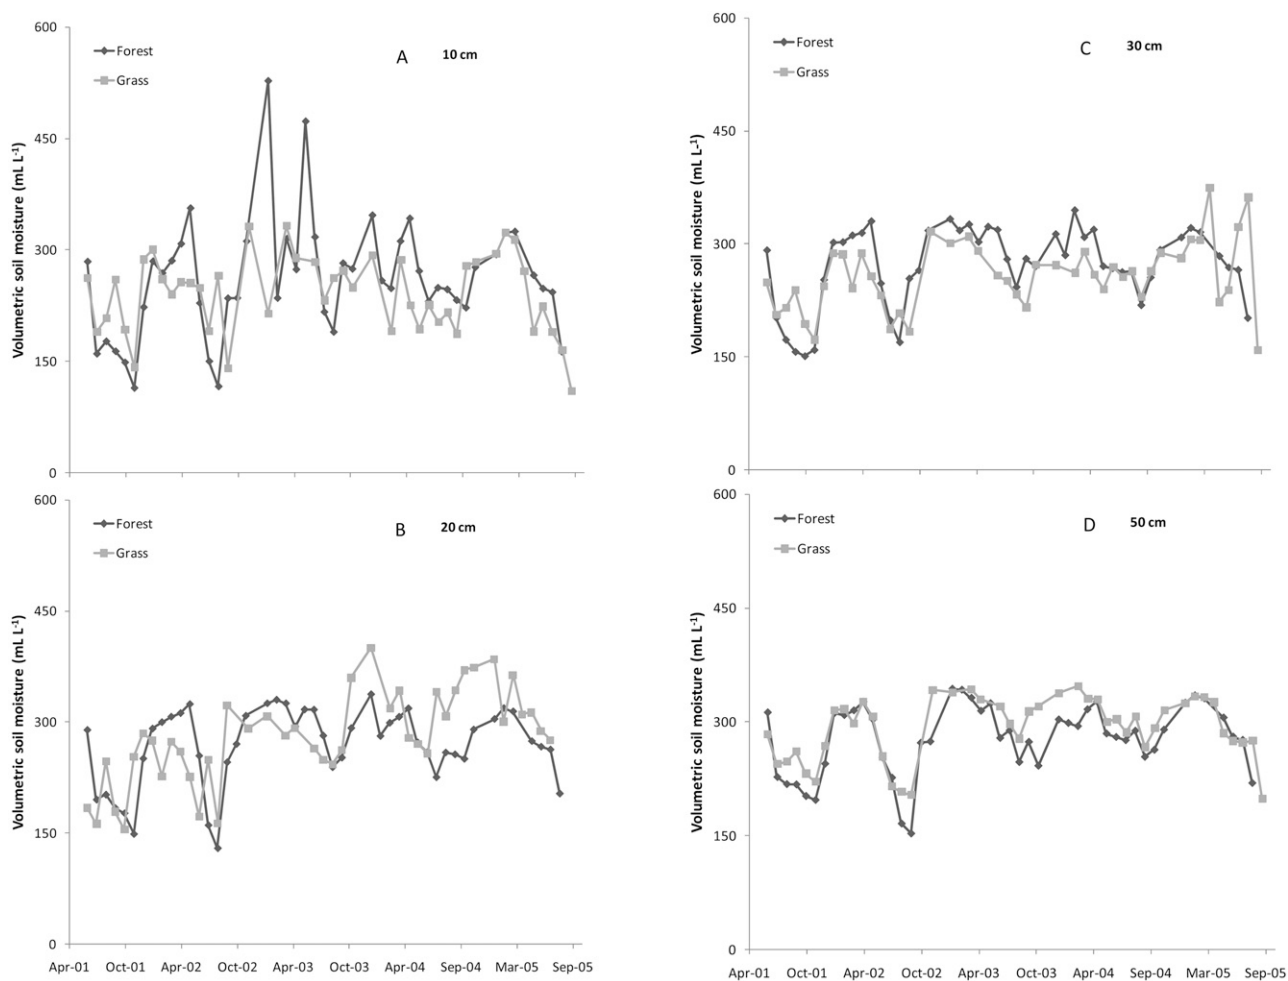 600
Forest
Grass
A
10 cm
450
300
150
0
Volumetric soil moisture (mL L-1)
600
Forest
Grass
C
30 cm
450
300
150
0
Volumetric soil moisture (mL L-1)
600
Forest
Grass
B
20 cm
450
300
150
0
Volumetric soil moisture (mL L-1)
Apr-01 Oct-01 Apr-02 Oct-02 Apr-03 Oct-03 Apr-04 Sep-04 Mar-05 Sep-05
600
Forest
Grass
D
50 cm
450
300
150
0
Volumetric soil moisture (mL L-1)
Apr-01 Oct-01 Apr-02 Oct-02 Apr-03 Oct-03 Apr-04 Sep-04 Mar-05 Sep-05